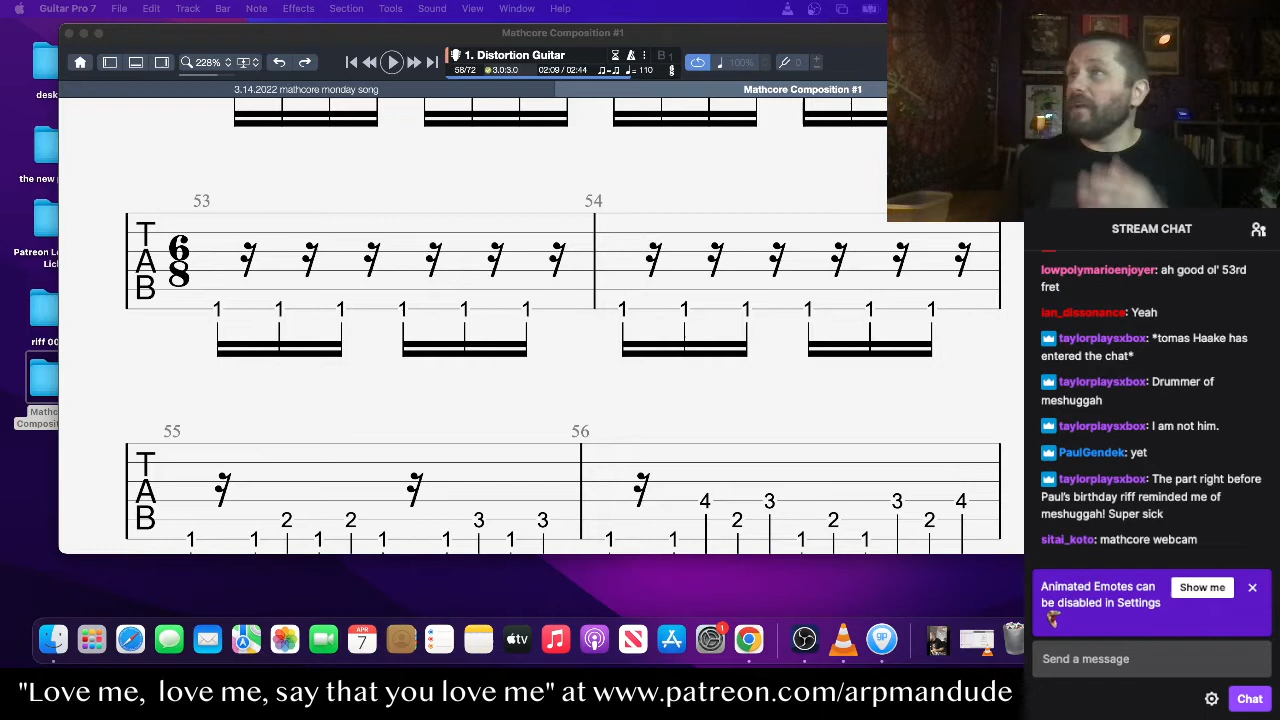 Guitar Pro 7 File Edit Track Bar Note Effects Section Tools Sound View Window Help
Mathcore Composition #1
228% 1. Distortion Guitar
58/72 3.0:3.0 02:09 / 02:44 = 110 100% 0
3.14.2022 mathcore monday song Mathcore Composition #1
desk
the new p
Patreon Le
Lick
riff 00
Mathc
Composit
53 54
T
A
B
6
8
1 1 1 1 1 1 1 1 1 1 1 1
55 56
T
A
B
4 3 3 4
2 2 3 3 2 2 2
1 1 1 1 1 1 1 1 1 1
STREAM CHAT
lowpolymarioenjoyer: ah good ol' 53rd
fret
ian_dissonance: Yeah
taylorplaysxbox: *tomas Haake has
entered the chat*
taylorplaysxbox: Drummer of
meshuggah
taylorplaysxbox: I am not him.
PaulGendek: yet
taylorplaysxbox: The part right before
Paul's birthday riff reminded me of
meshuggah! Super sick
sitai_koto: mathcore webcam
Animated Emotes can
be disabled in Settings
Show me
Send a message
Chat
APR
7
tv
1
"Love me, love me, say that you love me" at www.patreon.com/arpmandude